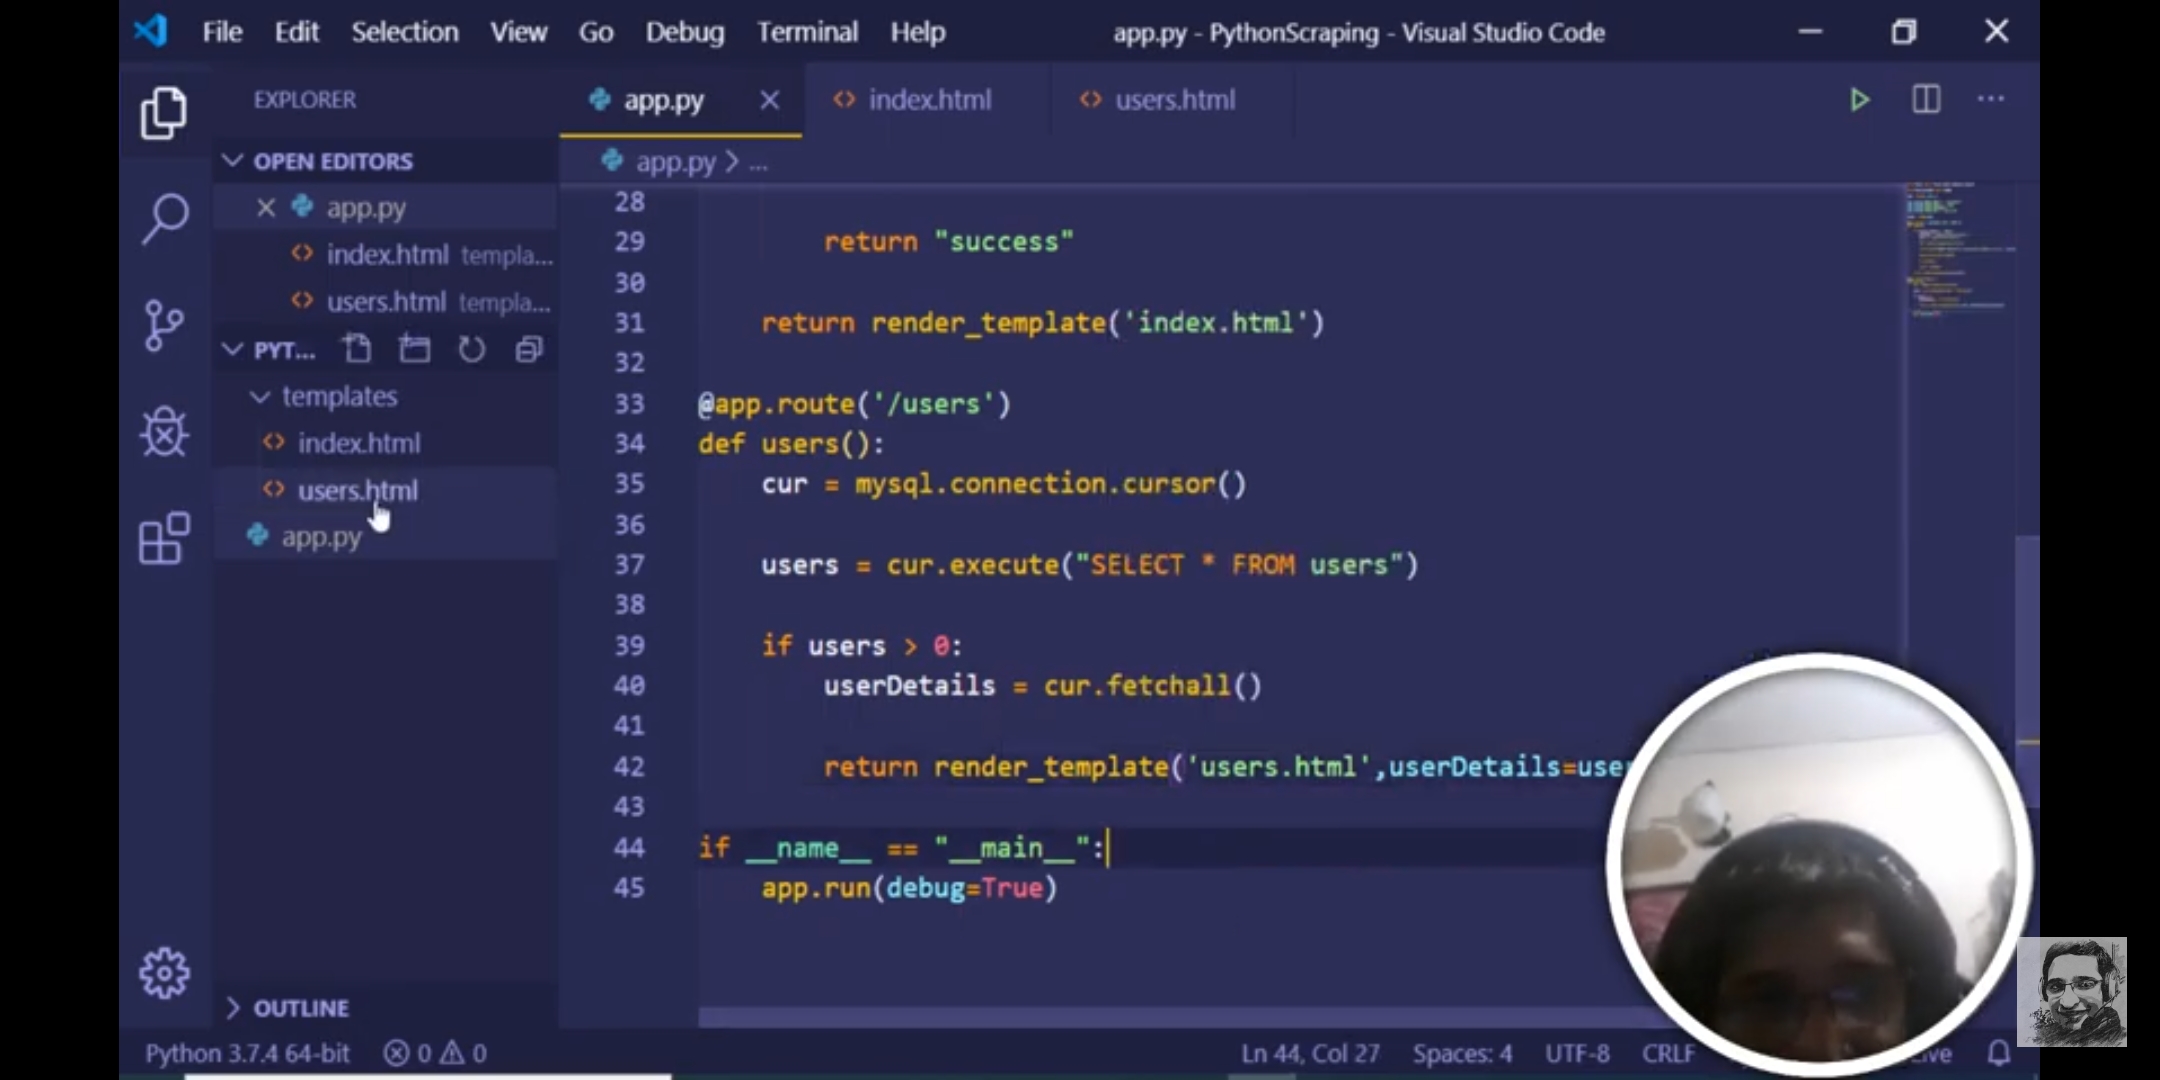 File Edit Selection View Go Debug Terminal Help app.py - PythonScraping - Visual Studio Code
EXPLORER
OPEN EDITORS
app.py
index.html templa...
users.html templa...
PYT...
templates
index.html
users.html
app.py
OUTLINE
app.py index.html users.html
app.py > ...
28
29 return "success"
30
31 return render_template('index.html')
32
33 @app.route('/users')
34 def users():
35 cur = mysql.connection.cursor()
36
37 users = cur.execute("SELECT * FROM users")
38
39 if users > 0:
40 userDetails = cur.fetchall()
41
42 return render_template('users.html',userDetails=use
43
44 if __name__ == "__main__":
45 app.run(debug=True)
Python 3.7.4 64-bit 0 0 Ln 44, Col 27 Spaces: 4 UTF-8 CRLF ive